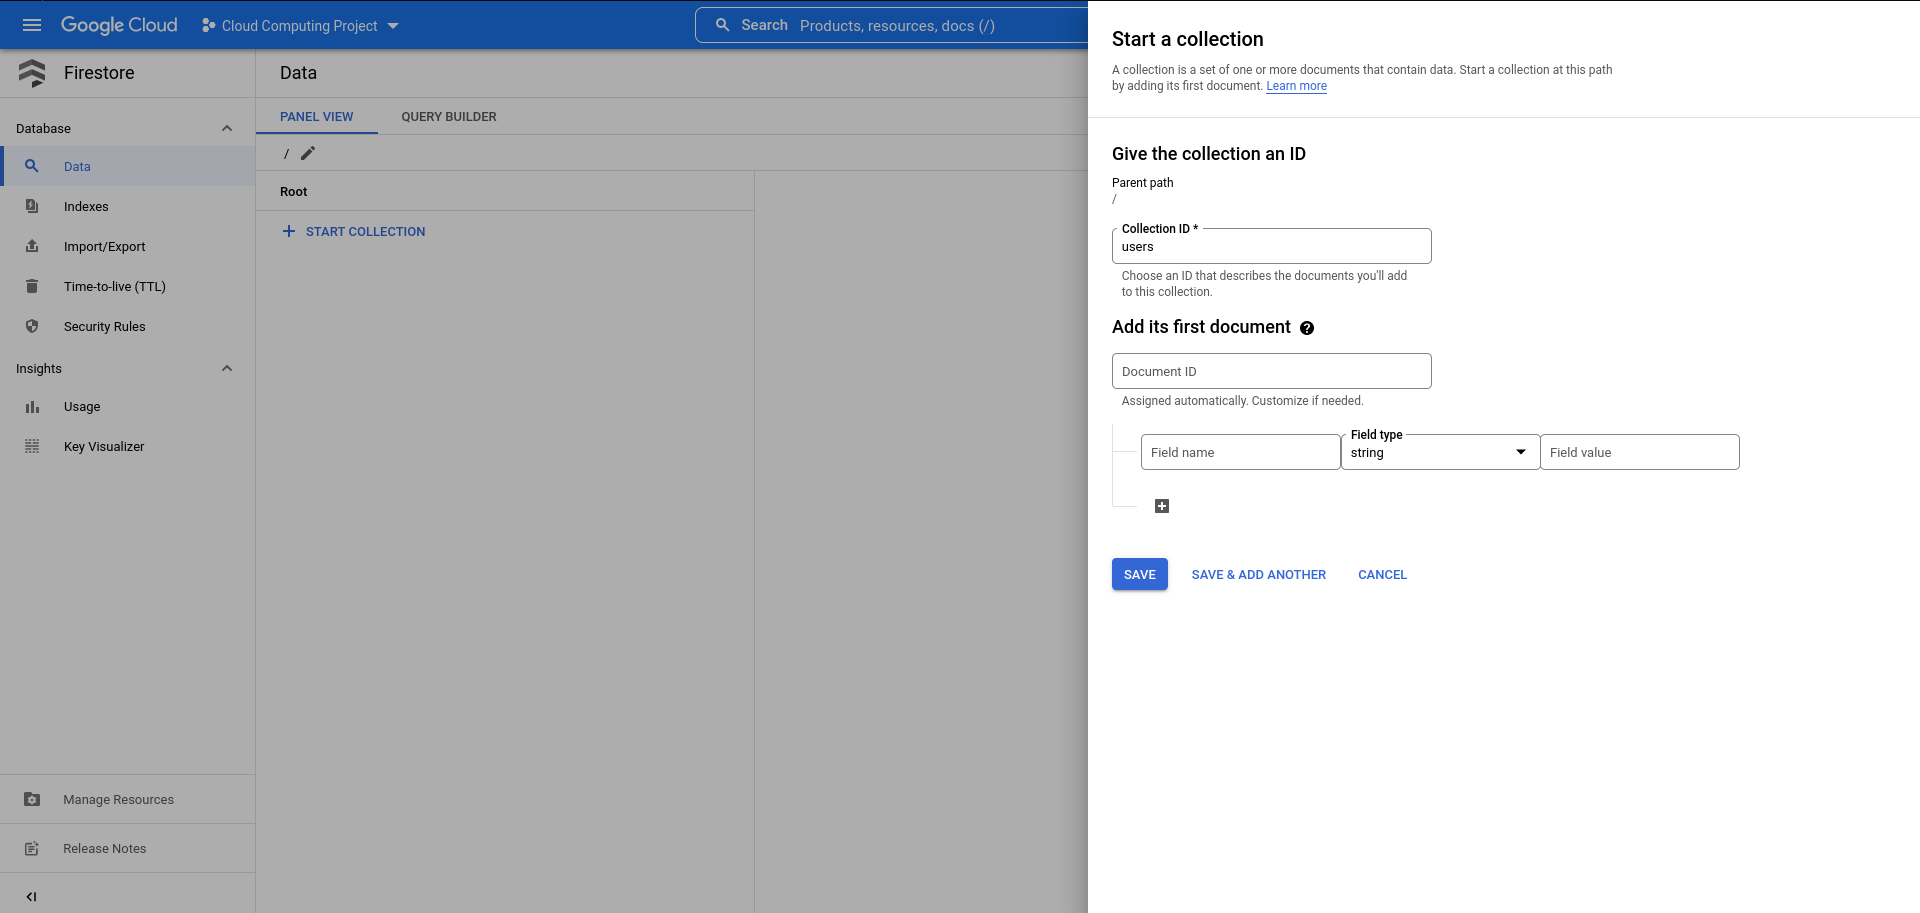 Google Cloud
Cloud Computing Project
Search Products, resources, docs (/)
Firestore
Database
Data
Indexes
Import/Export
Time-to-live (TTL)
Security Rules
Insights
Usage
Key Visualizer
Manage Resources
Release Notes
Data
PANEL VIEW QUERY BUILDER
/
Root
START COLLECTION
Start a collection
A collection is a set of one or more documents that contain data. Start a collection at this path
by adding its first document. Learn more
Give the collection an ID
Parent path
/
Collection ID *
users
Choose an ID that describes the documents you'll add
to this collection.
Add its first document
Document ID
Assigned automatically. Customize if needed.
Field name
Field type
string
Field value
SAVE SAVE & ADD ANOTHER CANCEL